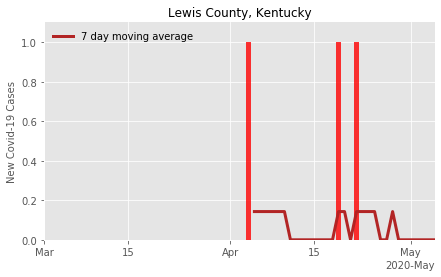 Lewis County, Kentucky
7 day moving average
New Covid-19 Cases
1.0
0.8
0.6
0.4
0.2
0.0
Mar 15 Apr 15 May
2020-May